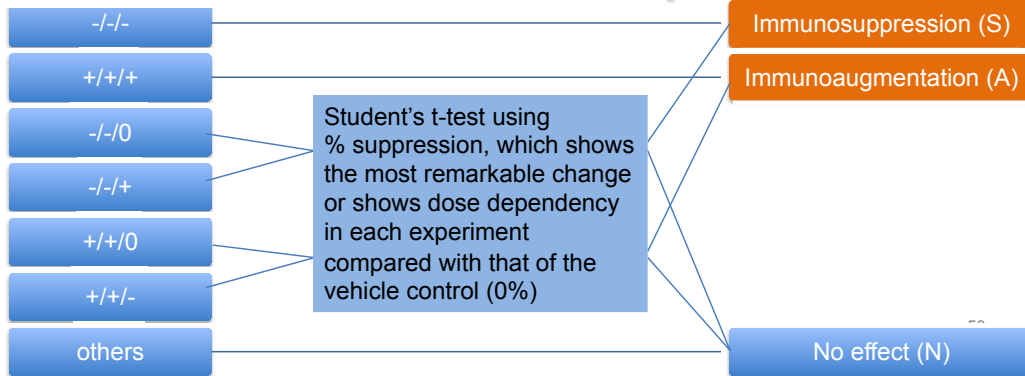 -/-/-
Immunosuppression (S)
+/+/+
Immunoaugmentation (A)
-/-/0
-/-/+
+/+/0
+/+/-
Student’s t-test using
% suppression, which shows
the most remarkable change
or shows dose dependency
in each experiment
compared with that of the
vehicle control (0%)
others
No effect (N)